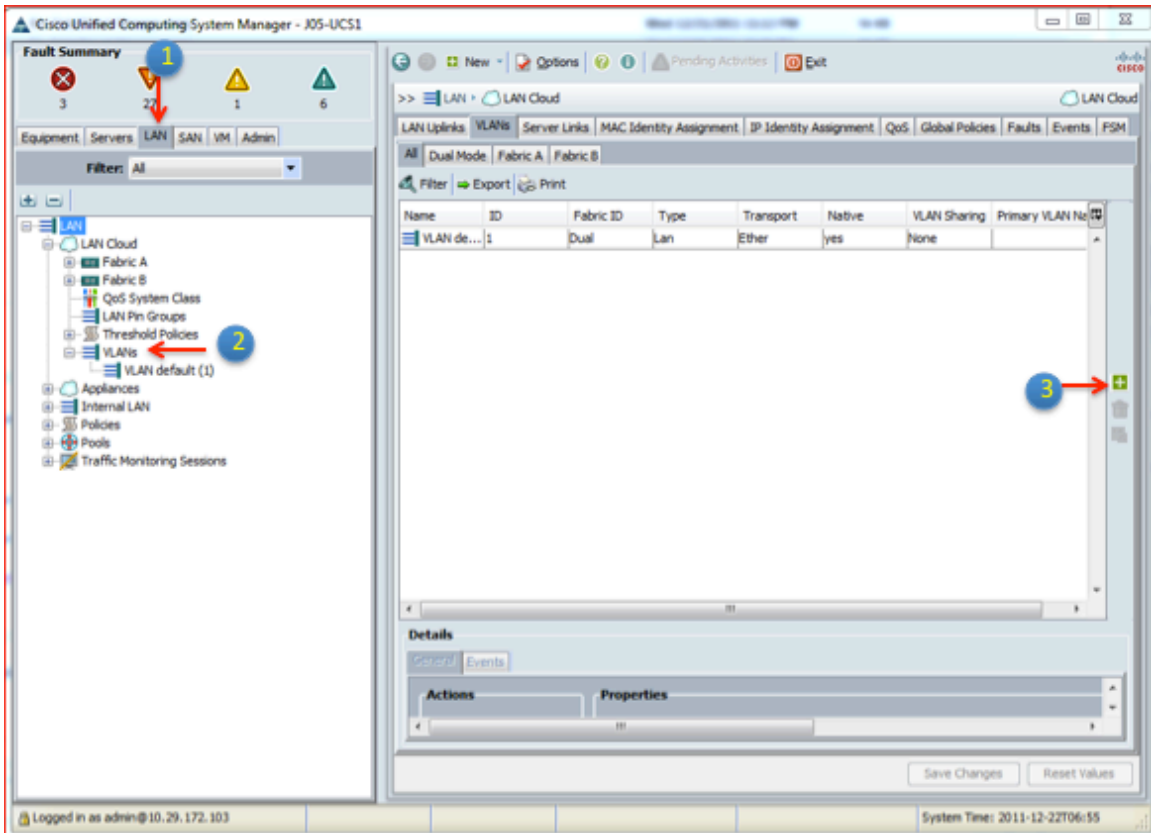 Cisco Unified Computing System Manager - J05-UCS1
Fault Summary
3 27 1 6
1
Equipment Servers LAN SAN VM Admin
Filter: All
LAN
LAN Cloud
Fabric A
Fabric B
QoS System Class
LAN Pin Groups
Threshold Policies
VLANs
2
VLAN default (1)
Appliances
Internal LAN
Policies
Pools
Traffic Monitoring Sessions
New Options Pending Activities Exit
CISCO
>> LAN LAN Cloud LAN Cloud
LAN Uplinks VLANs Server Links MAC Identity Assignment IP Identity Assignment QoS Global Policies Faults Events FSM
All Dual Mode Fabric A Fabric B
Filter Export Print
Name ID Fabric ID Type Transport Native VLAN Sharing Primary VLAN Na
VLAN de... 1 Dual Lan Ether yes None
3
Details
General Events
Actions Properties
Save Changes Reset Values
Logged in as admin@10.29.172.103 System Time: 2011-12-22T06:55